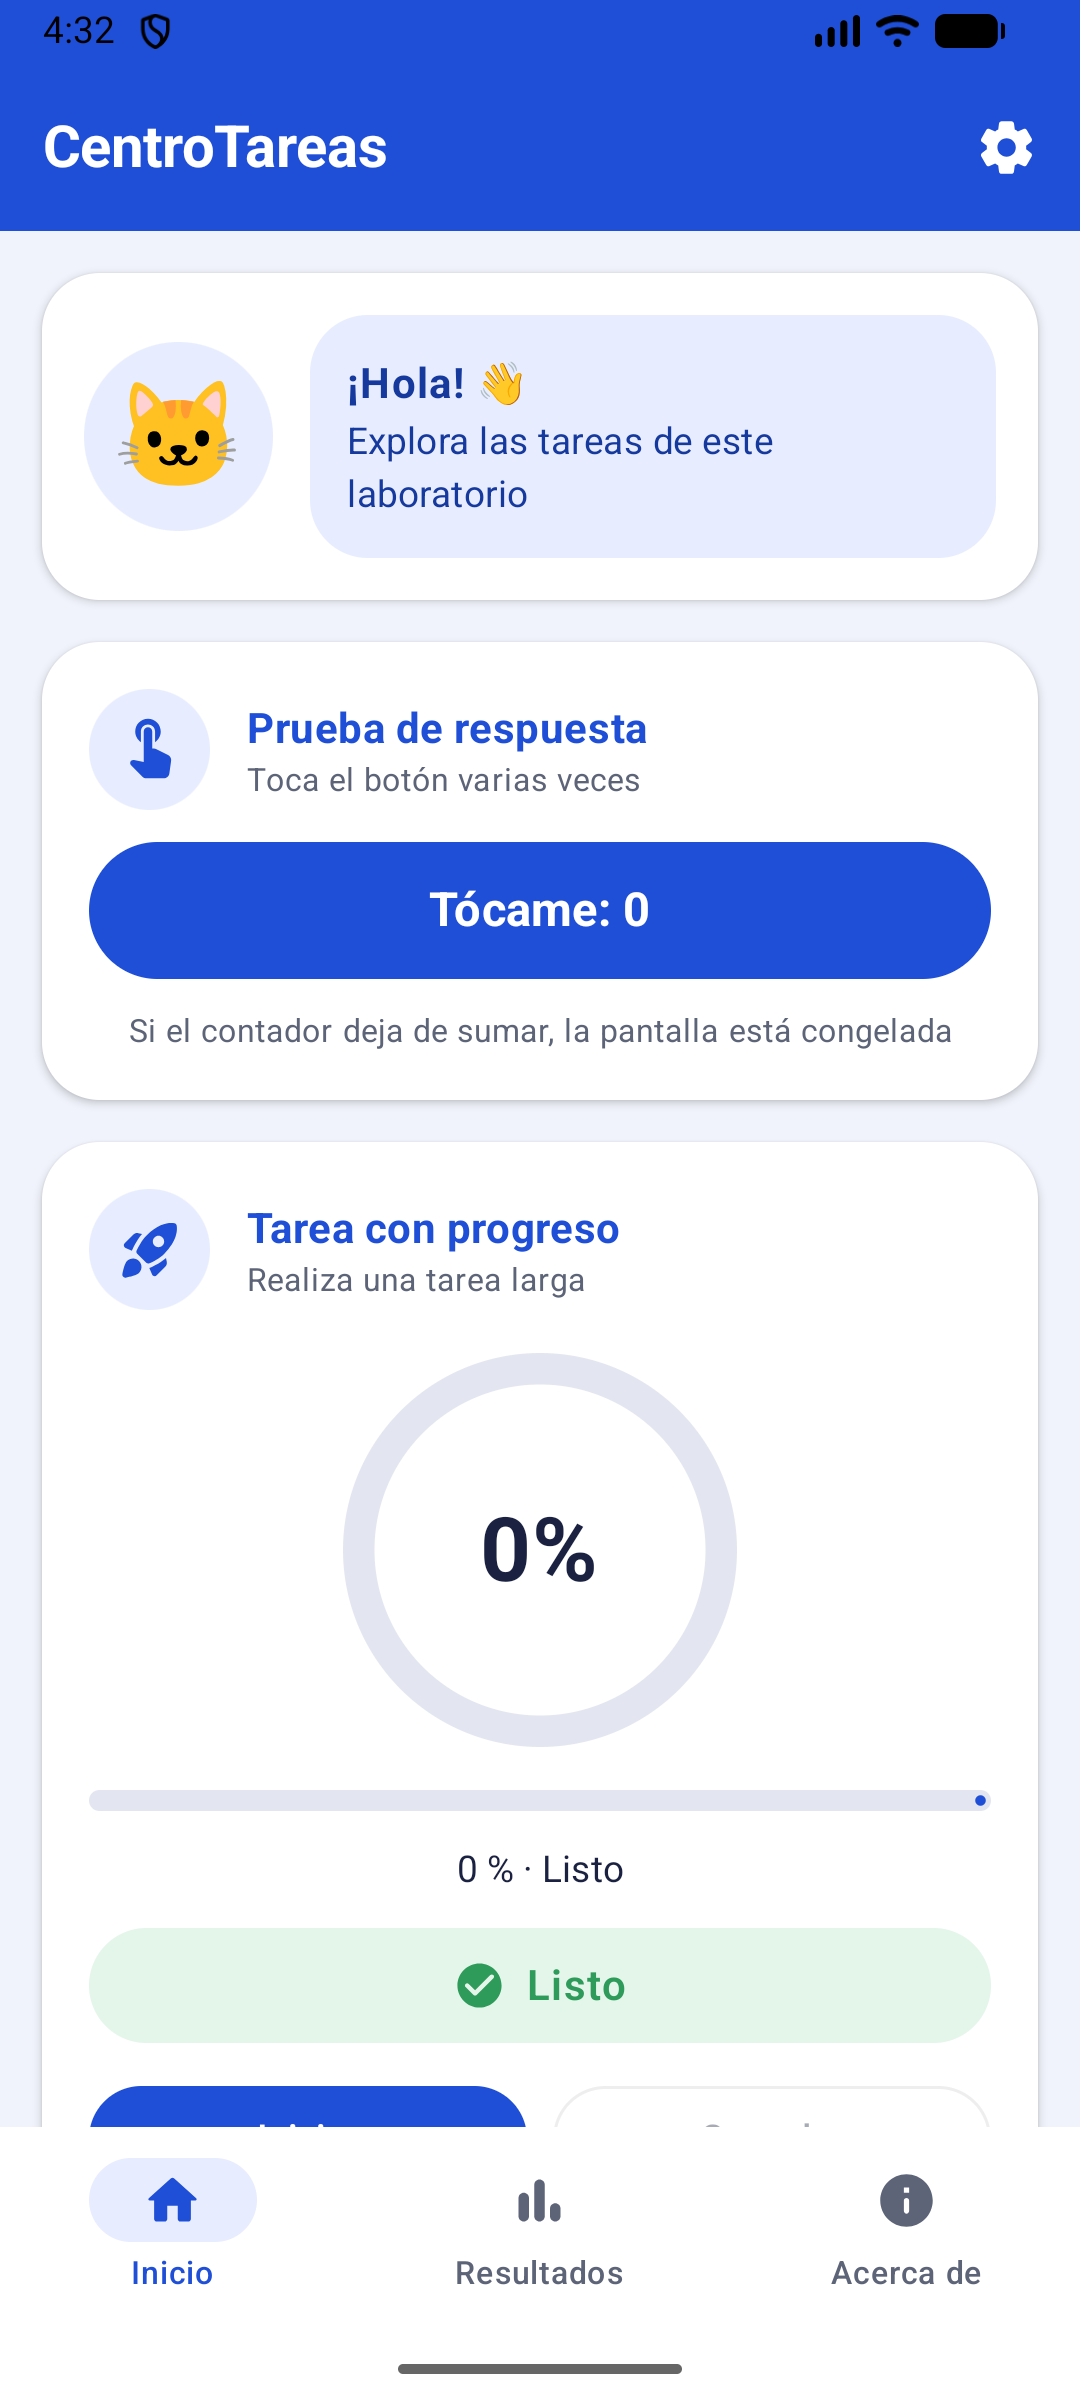 4:32
CentroTareas
¡Hola! 👋
Explora las tareas de este
laboratorio
Prueba de respuesta
Toca el botón varias veces
Tócame: 0
Si el contador deja de sumar, la pantalla está congelada
Tarea con progreso
Realiza una tarea larga
0%
0 % · Listo
Listo
Inicio
Resultados
Acerca de